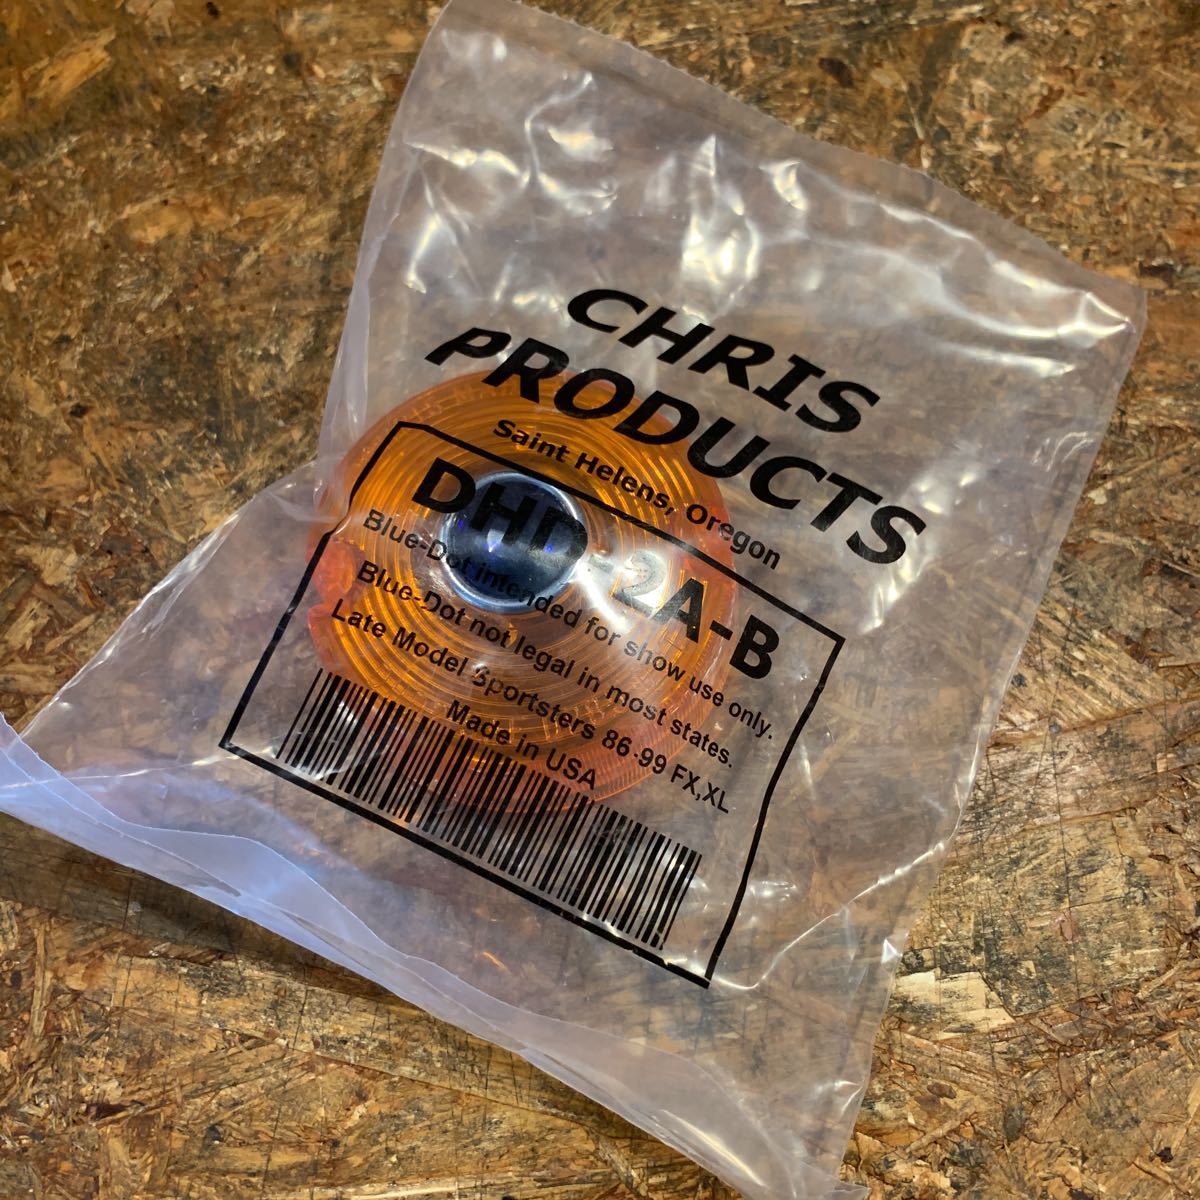 CHRIS
PRODUCTS
Saint Helens, Oregon
DHD-2A-B
Blue-Dot intended for show use only.
Blue-Dot not legal in most states.
Late Model Sportsters 86-99 FX,XL
Made in USA